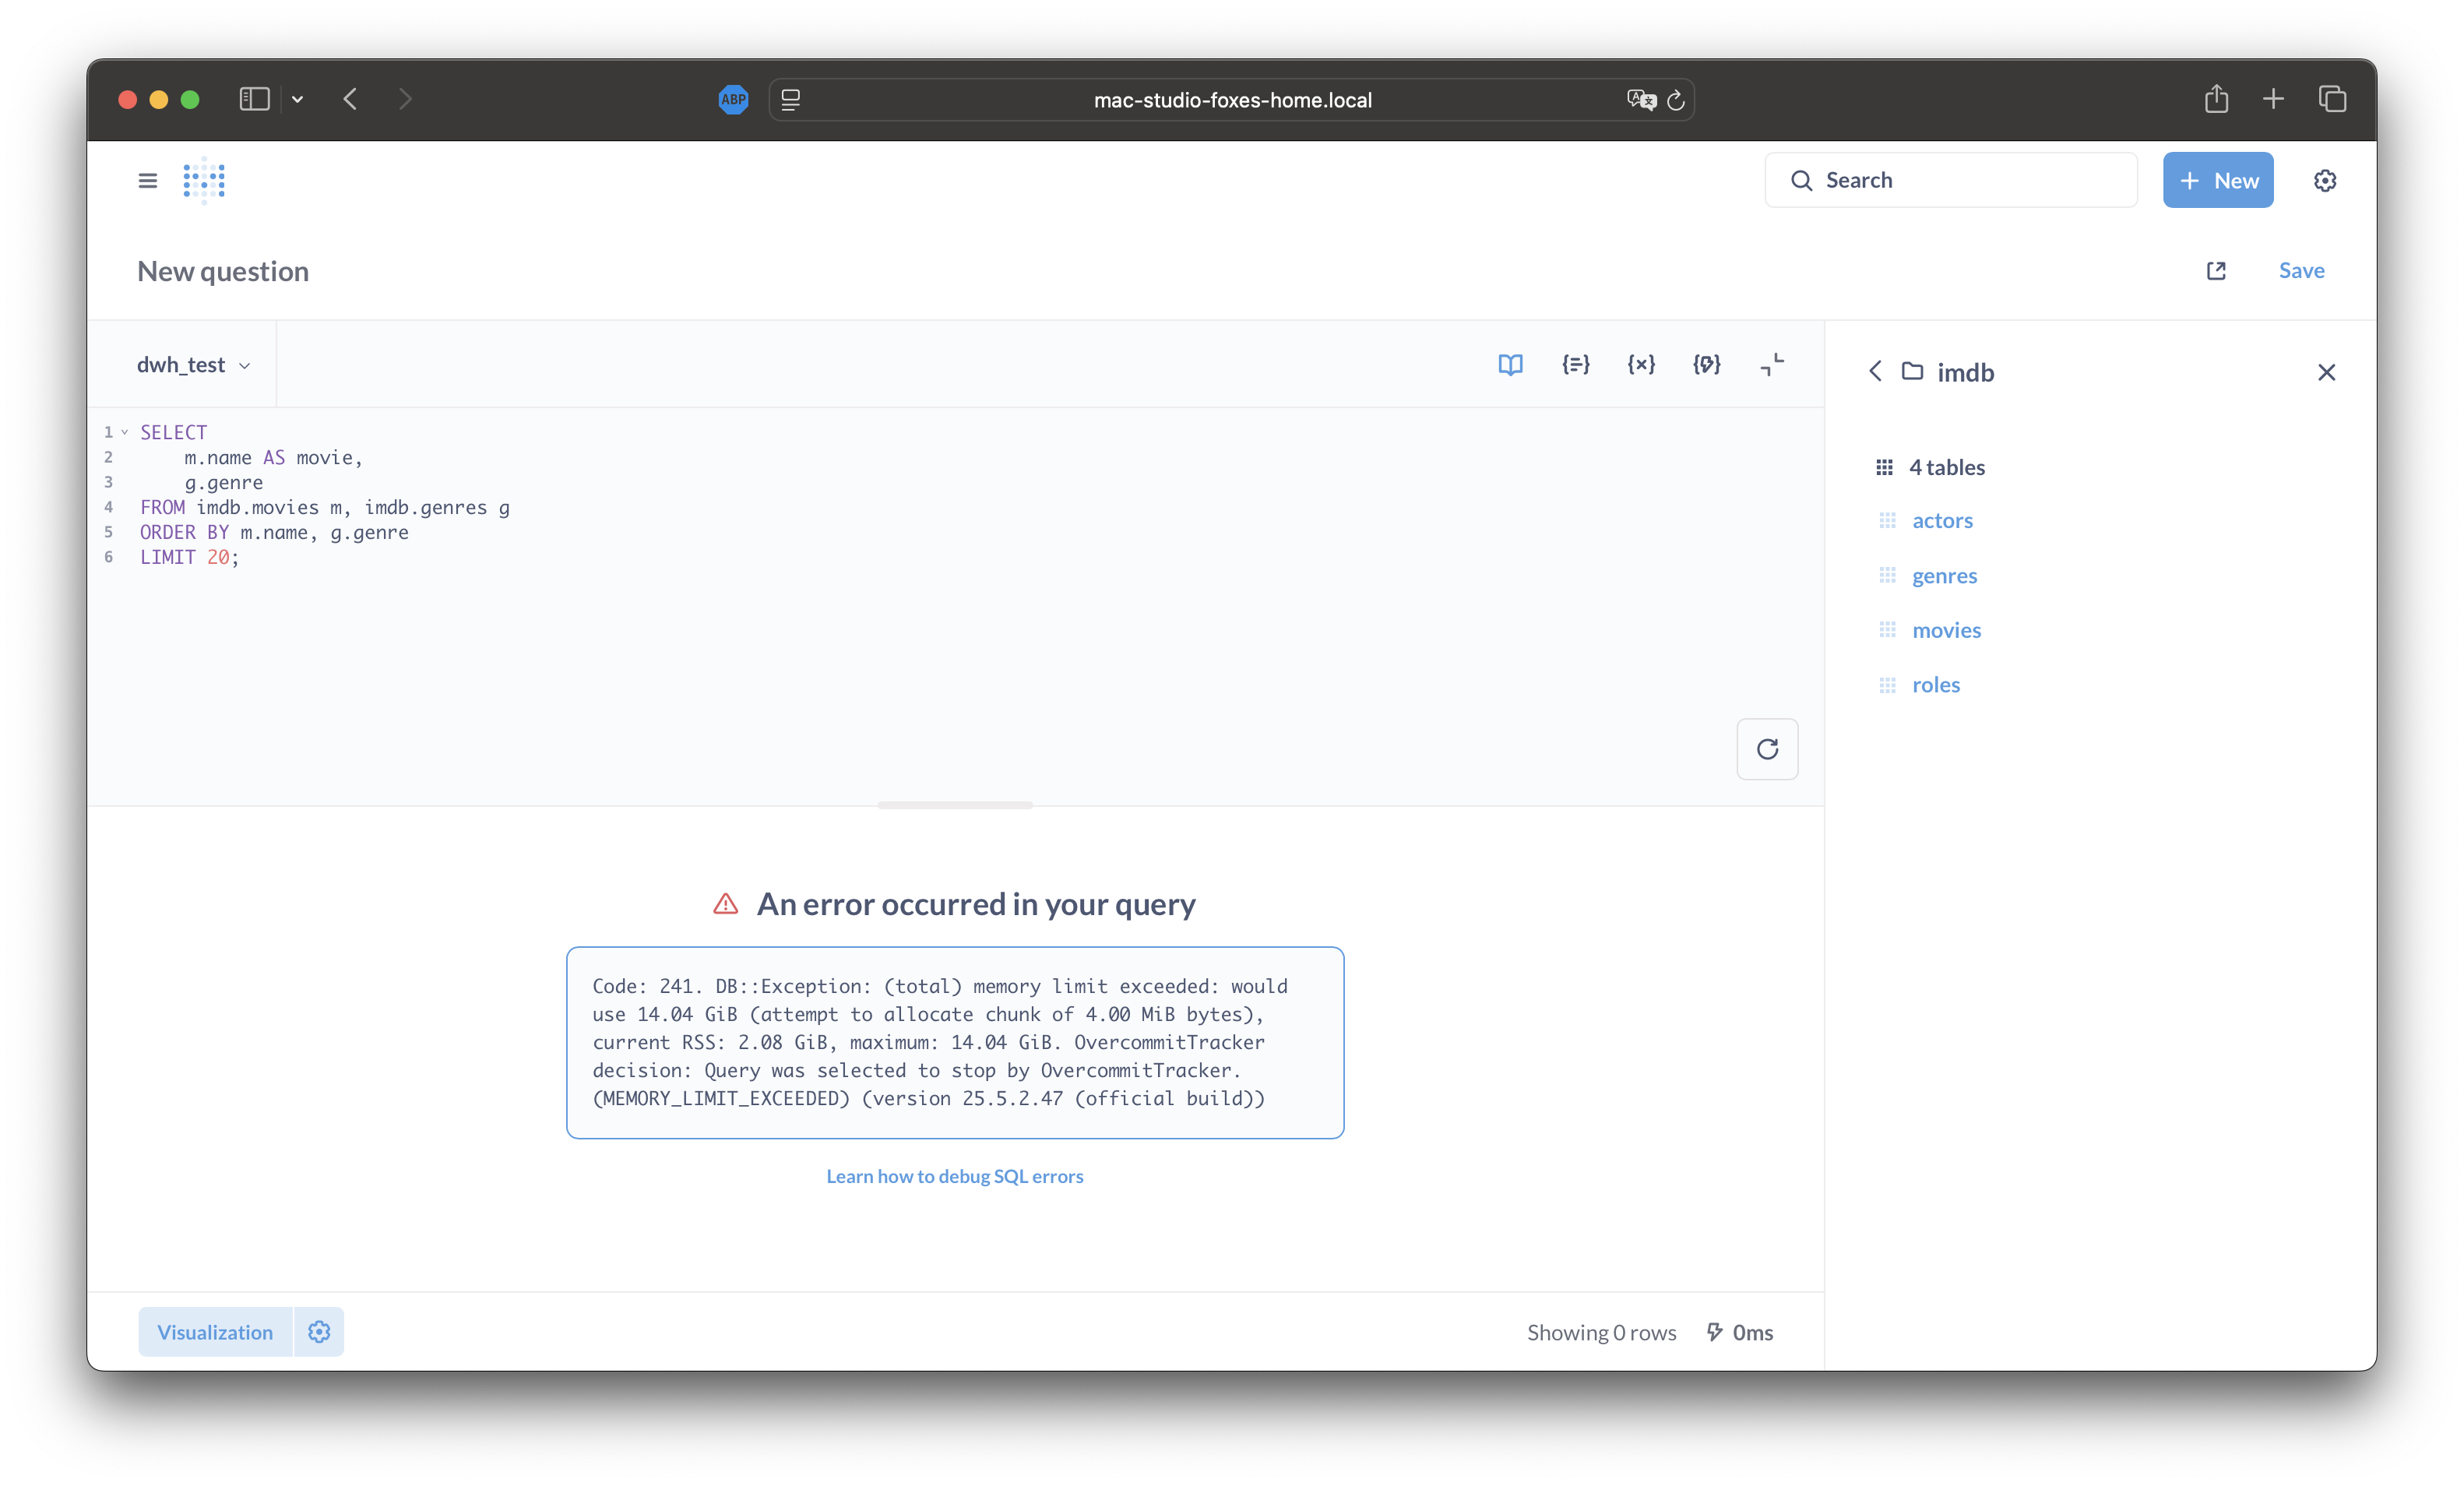 ABP
mac-studio-foxes-home.local
Search
+ New
New question
Save
dwh_test
imdb
4 tables
actors
genres
movies
roles
1 SELECT
2     m.name AS movie,
3     g.genre
4 FROM imdb.movies m, imdb.genres g
5 ORDER BY m.name, g.genre
6 LIMIT 20;
An error occurred in your query
Code: 241. DB::Exception: (total) memory limit exceeded: would
use 14.04 GiB (attempt to allocate chunk of 4.00 MiB bytes),
current RSS: 2.08 GiB, maximum: 14.04 GiB. OvercommitTracker
decision: Query was selected to stop by OvercommitTracker.
(MEMORY_LIMIT_EXCEEDED) (version 25.5.2.47 (official build))
Learn how to debug SQL errors
Visualization
Showing 0 rows
0ms